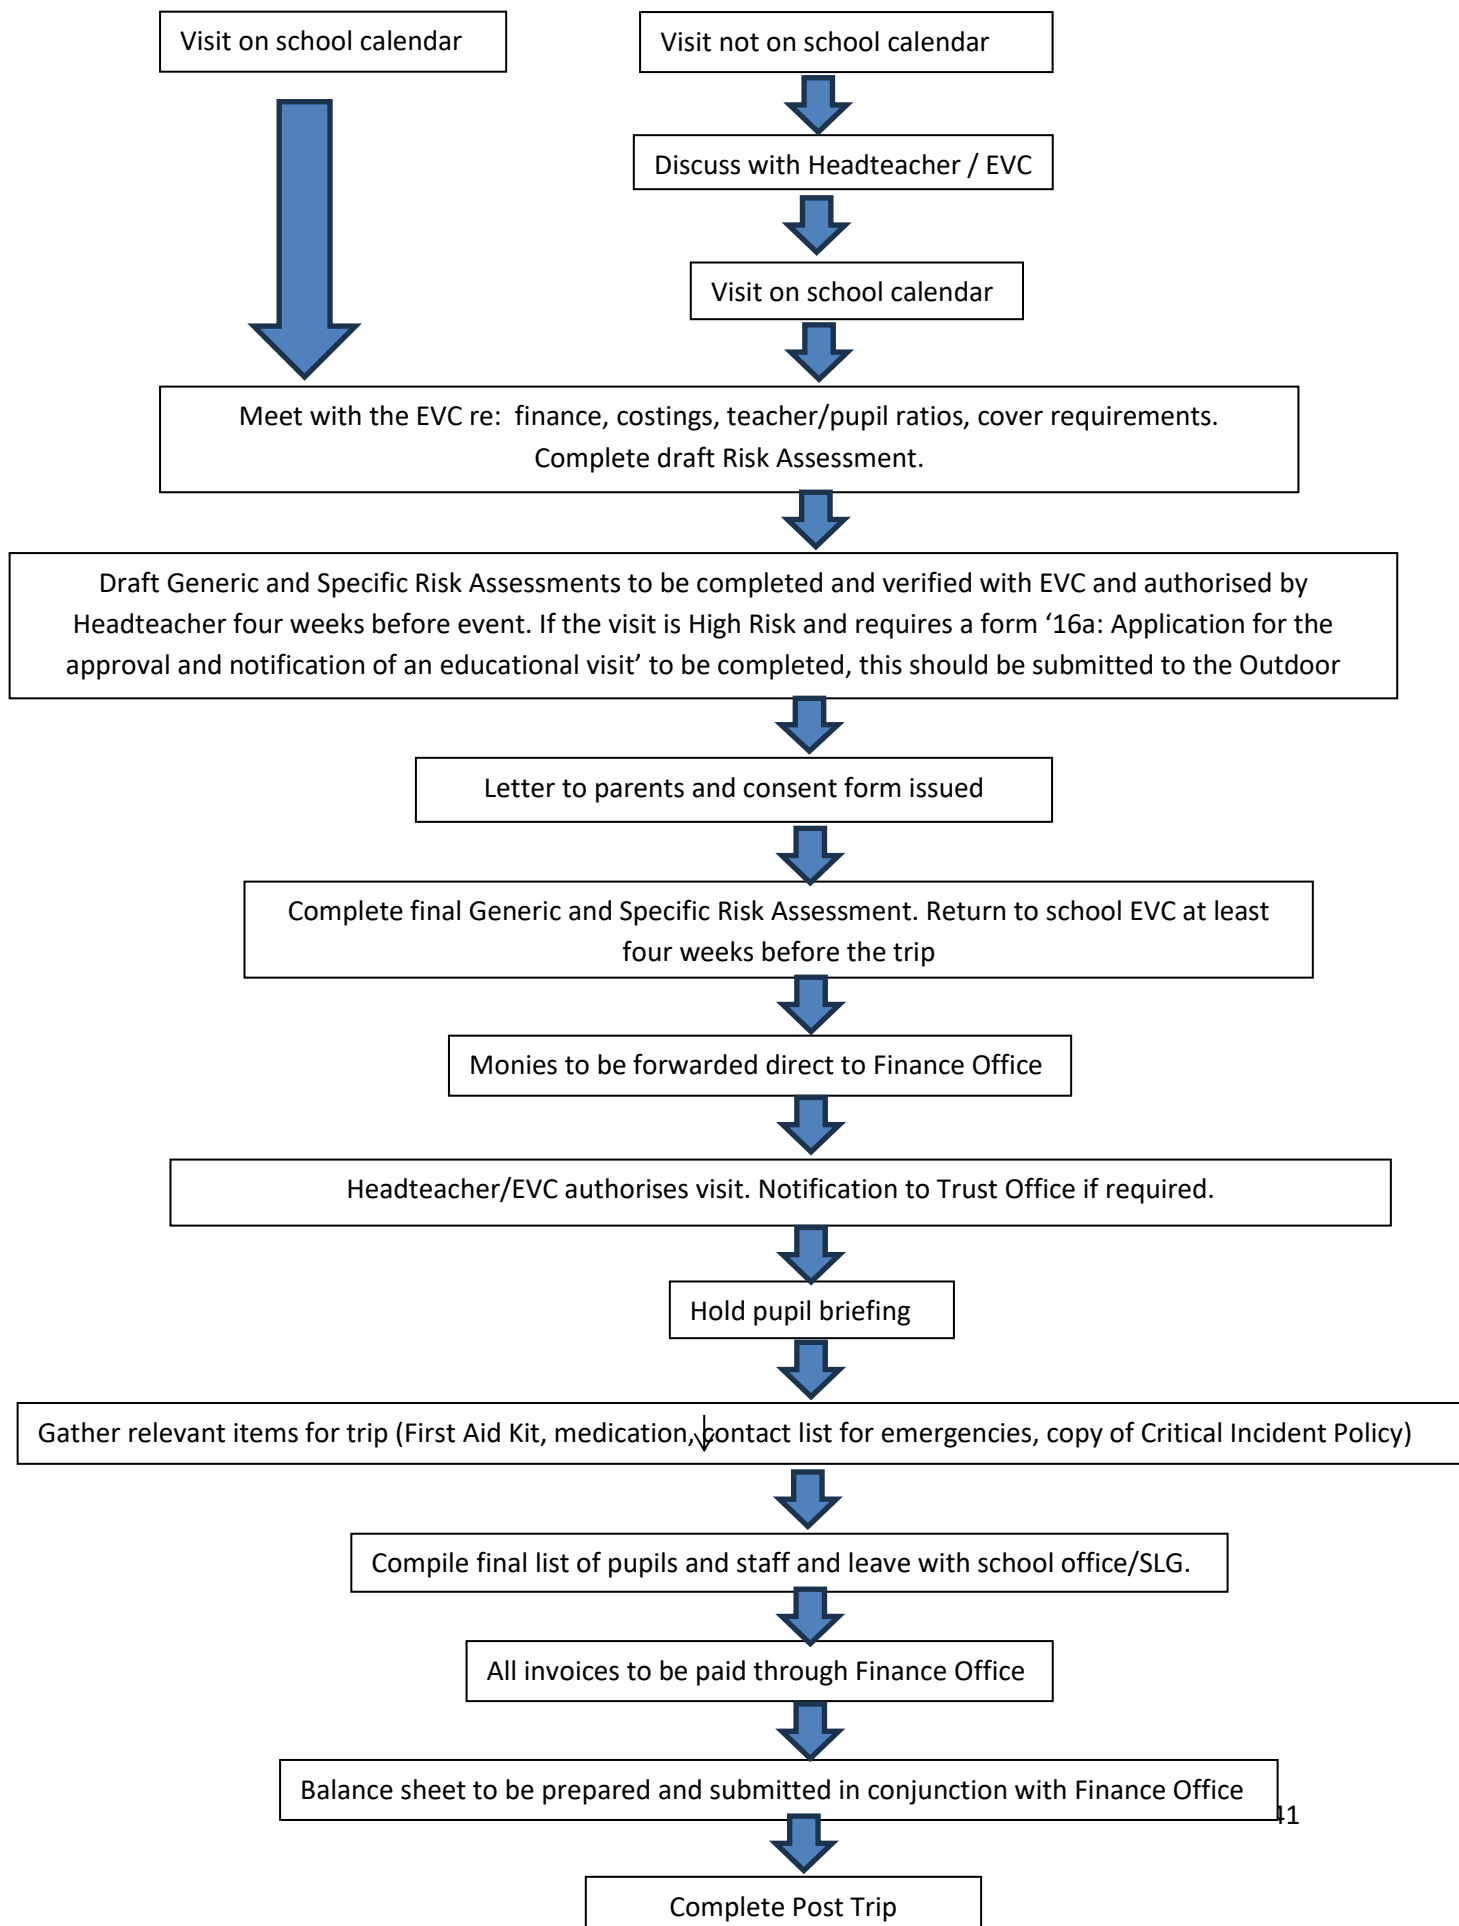 Visit on school calendar
Visit not on school calendar
Discuss with Headteacher / EVC
Visit on school calendar
Meet with the EVC re:  finance, costings, teacher/pupil ratios, cover requirements.
Complete draft Risk Assessment.
Draft Generic and Specific Risk Assessments to be completed and verified with EVC and authorised by
Headteacher four weeks before event. If the visit is High Risk and requires a form ‘16a: Application for the
approval and notification of an educational visit’ to be completed, this should be submitted to the Outdoor
Letter to parents and consent form issued
Complete final Generic and Specific Risk Assessment. Return to school EVC at least
four weeks before the trip
Monies to be forwarded direct to Finance Office
Headteacher/EVC authorises visit. Notification to Trust Office if required.
Hold pupil briefing
Gather relevant items for trip (First Aid Kit, medication, contact list for emergencies, copy of Critical Incident Policy)
Compile final list of pupils and staff and leave with school office/SLG.
All invoices to be paid through Finance Office
Balance sheet to be prepared and submitted in conjunction with Finance Office
41
Complete Post Trip